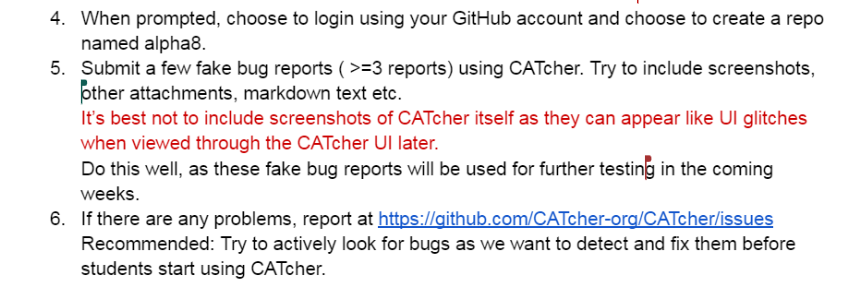 4. When prompted, choose to login using your GitHub account and choose to create a repo
named alpha8.
5. Submit a few fake bug reports ( >=3 reports) using CATcher. Try to include screenshots,
other attachments, markdown text etc.
It's best not to include screenshots of CATcher itself as they can appear like UI glitches
when viewed through the CATcher UI later.
Do this well, as these fake bug reports will be used for further testing in the coming
weeks.
6. If there are any problems, report at https://github.com/CATcher-org/CATcher/issues
Recommended: Try to actively look for bugs as we want to detect and fix them before
students start using CATcher.